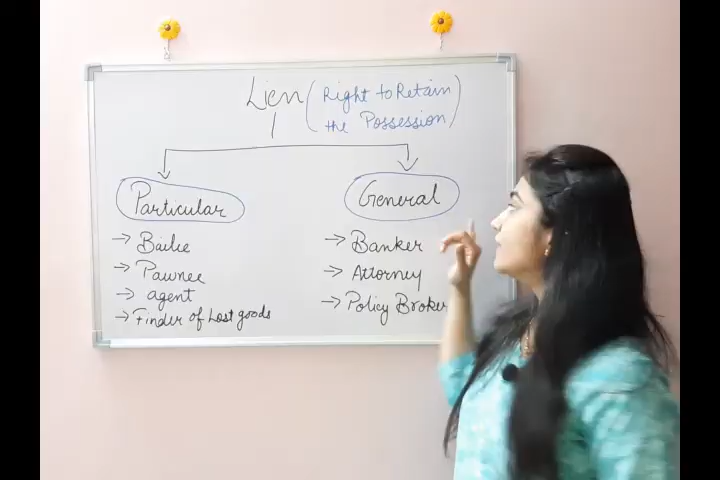 Lien (Right to Retain
the Possession)
Particular
General
→ Bailee
→ Pawnee
→ agent
→ Finder of Lost goods
→ Banker
→ Attorney
→ Policy Broker